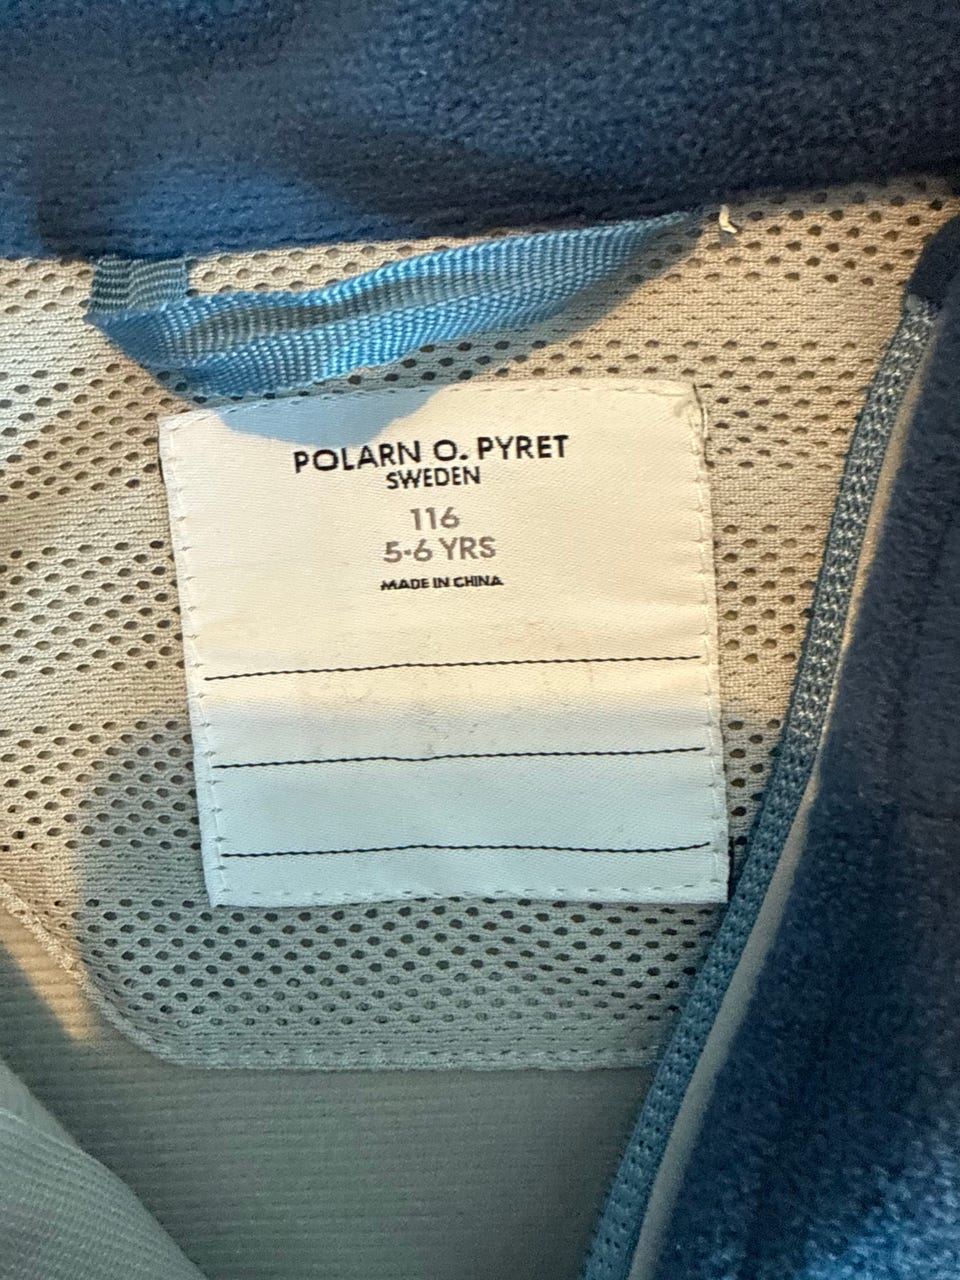 POLARN O. PYRET
SWEDEN
116
5-6 YRS
MADE IN CHINA